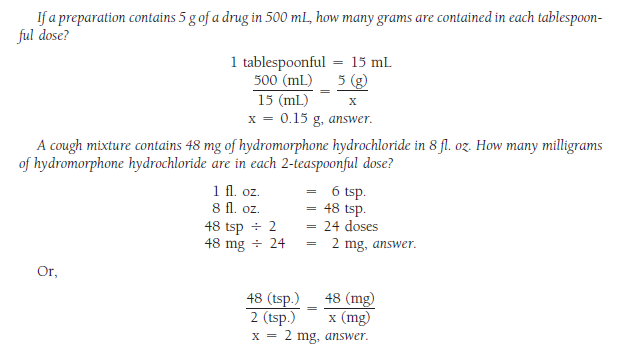 If a preparation contains 5 g of a drug in 500 mL, how many grams are contained in each tablespoon-
ful dose?
1 tablespoonful = 15 mL
500 (mL) / 15 (mL) = 5 (g) / x
x = 0.15 g, answer.
A cough mixture contains 48 mg of hydromorphone hydrochloride in 8 fl. oz. How many milligrams
of hydromorphone hydrochloride are in each 2-teaspoonful dose?
1 fl. oz. = 6 tsp.
8 fl. oz. = 48 tsp.
48 tsp ÷ 2 = 24 doses
48 mg ÷ 24 = 2 mg, answer.
Or,
48 (tsp.) / 2 (tsp.) = 48 (mg) / x (mg)
x = 2 mg, answer.